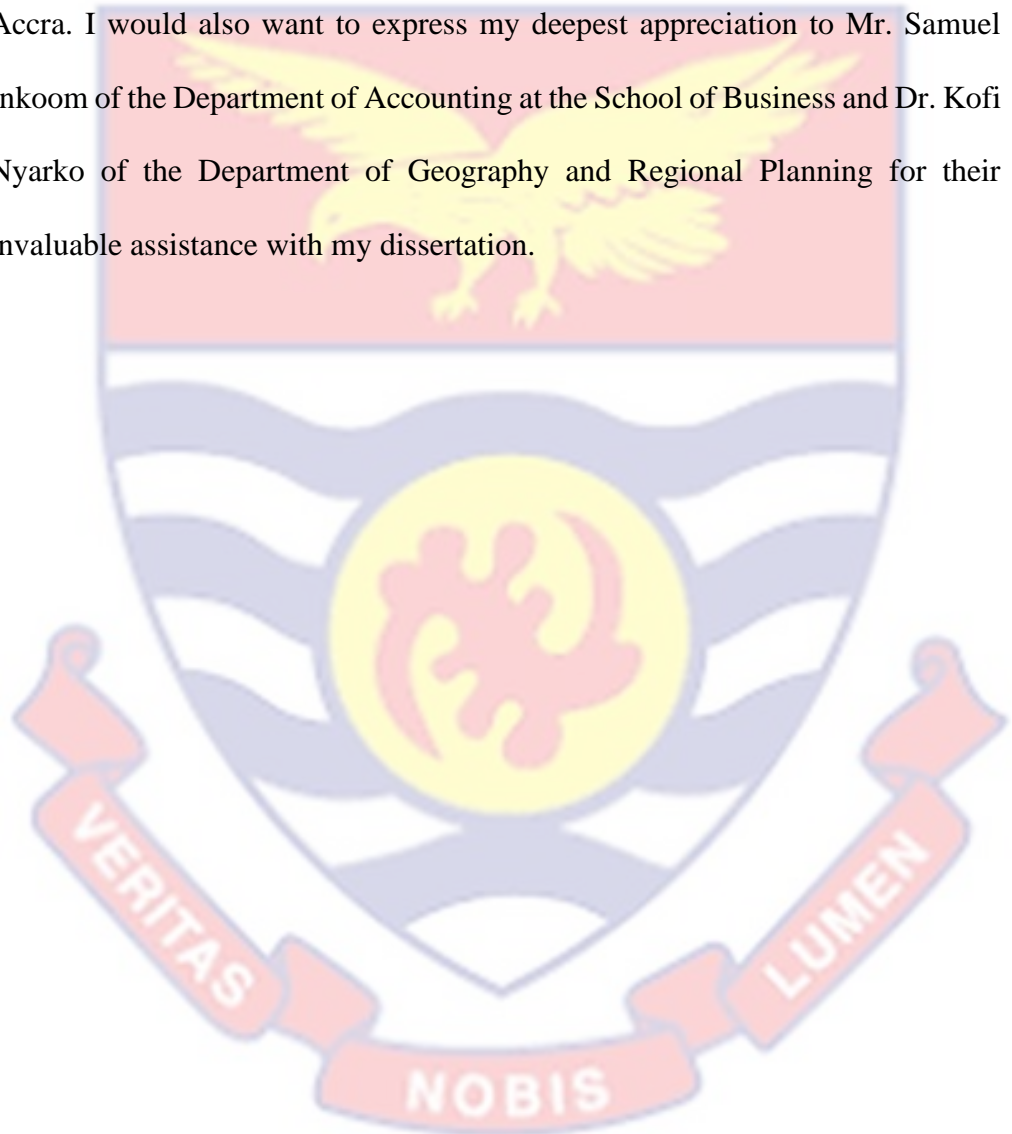 Accra. I would also want to express my deepest appreciation to Mr. Samuel
nkoom of the Department of Accounting at the School of Business and Dr. Kofi
Nyarko of the Department of Geography and Regional Planning for their
nvaluable assistance with my dissertation.
VERITAS
NOBIS
LUMEN